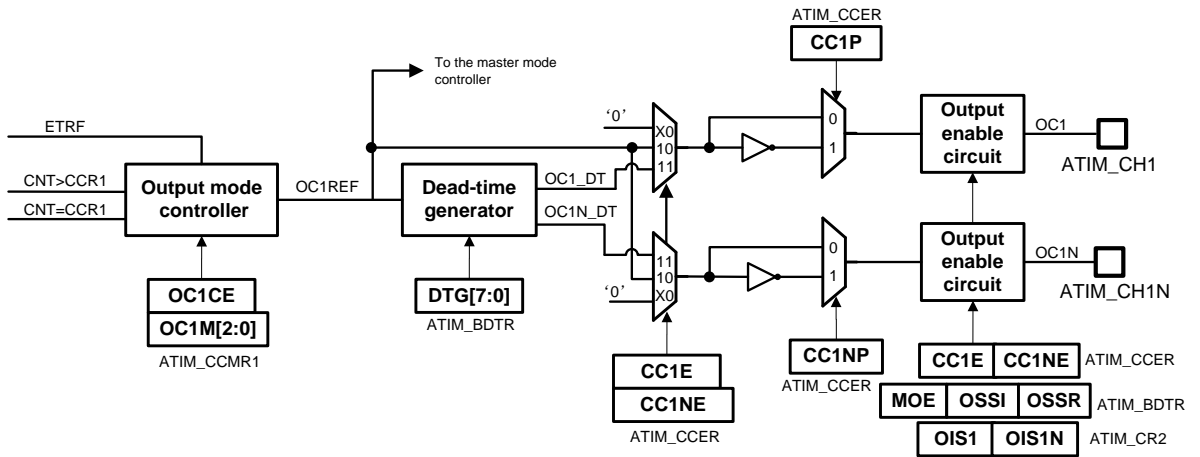 ATIM_CCER
CC1P
To the master mode
controller
‘0’
X0
10
11
0
1
Output
enable
circuit
OC1
ATIM_CH1
ETRF
CNT>CCR1
CNT=CCR1
Output mode
controller
OC1REF
Dead-time
generator
OC1_DT
OC1N_DT
11
10
X0
‘0’
0
1
Output
enable
circuit
OC1N
ATIM_CH1N
OC1CE
OC1M[2:0]
ATIM_CCMR1
DTG[7:0]
ATIM_BDTR
CC1E
CC1NE
ATIM_CCER
CC1NP
ATIM_CCER
CC1E CC1NE ATIM_CCER
MOE OSSI OSSR ATIM_BDTR
OIS1 OIS1N ATIM_CR2